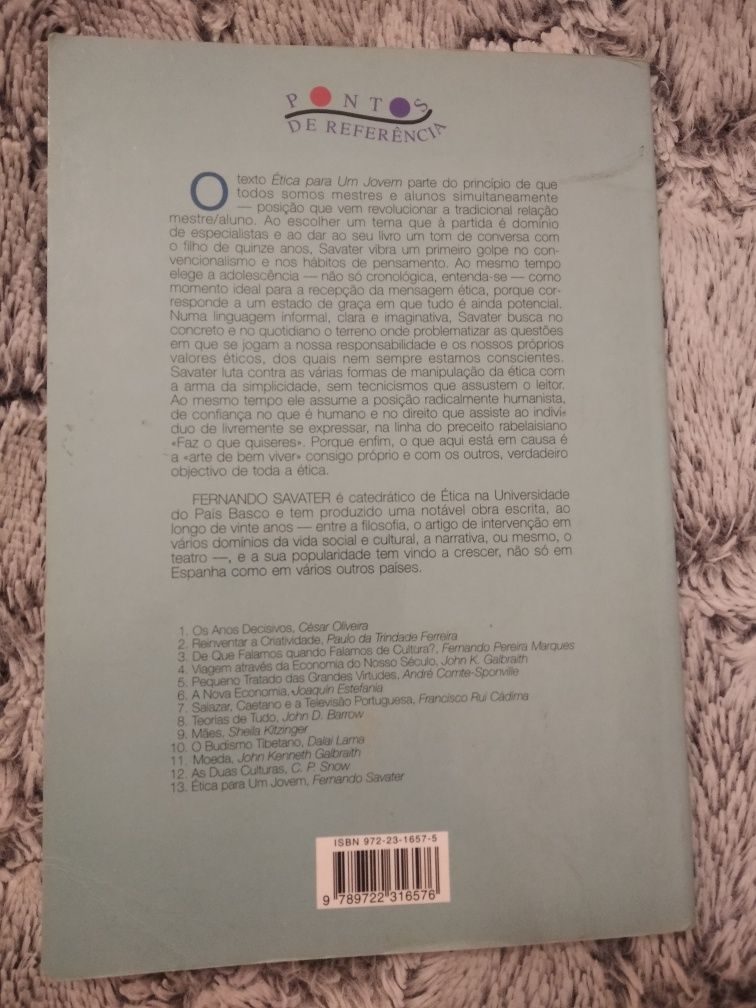 PONTOS
DE REFERÊNCIA
O texto Ética para Um Jovem parte do princípio de que
todos somos mestres e alunos simultaneamente
— posição que vem revolucionar a tradicional relação
mestre/aluno. Ao escolher um tema que à partida é domínio
de especialistas e ao dar ao seu livro um tom de conversa com
o filho de quinze anos, Savater vibra um primeiro golpe no con-
vencionalismo e nos hábitos de pensamento. Ao mesmo tempo
elege a adolescência — não só cronológica, entenda-se — como
momento ideal para a recepção da mensagem ética, porque cor-
responde a um estado de graça em que tudo é ainda potencial.
Numa linguagem informal, clara e imaginativa, Savater busca no
concreto e no quotidiano o terreno onde problematizar as questões
em que se jogam a nossa responsabilidade e os nossos próprios
valores éticos, dos quais nem sempre estamos conscientes.
Savater luta contra as várias formas de manipulação da ética com
a arma da simplicidade, sem tecnicismos que assustem o leitor.
Ao mesmo tempo ele assume a posição radicalmente humanista,
de confiança no que é humano e no direito que assiste ao indiví-
duo de livremente se expressar, na linha do preceito rabelaisiano
«Faz o que quiseres». Porque enfim, o que aqui está em causa é
a «arte de bem viver» consigo próprio e com os outros, verdadeiro
objectivo de toda a ética.
FERNANDO SAVATER é catedrático de Ética na Universidade
do País Basco e tem produzido uma notável obra escrita, ao
longo de vinte anos — entre a filosofia, o artigo de intervenção em
vários domínios da vida social e cultural, a narrativa, ou mesmo, o
teatro —, e a sua popularidade tem vindo a crescer, não só em
Espanha como em vários outros países.
1. Os Anos Decisivos, César Oliveira
2. Reinventar a Criatividade, Paulo da Trindade Ferreira
3. De Que Falamos quando Falamos de Cultura?, Fernando Pereira Marques
4. Viagem através da Economia do Nosso Século, John K. Galbraith
5. Pequeno Tratado das Grandes Virtudes, André Comte-Sponville
6. A Nova Economia, Joaquín Estefanía
7. Salazar, Caetano e a Televisão Portuguesa, Francisco Rui Cádima
8. Teorias de Tudo, John D. Barrow
9. Mães, Sheila Kitzinger
10. O Budismo Tibetano, Dalai Lama
11. Moeda, John Kenneth Galbraith
12. As Duas Culturas, C. P. Snow
13. Ética para Um Jovem, Fernando Savater
ISBN 972-23-1657-5
9 789722 316576